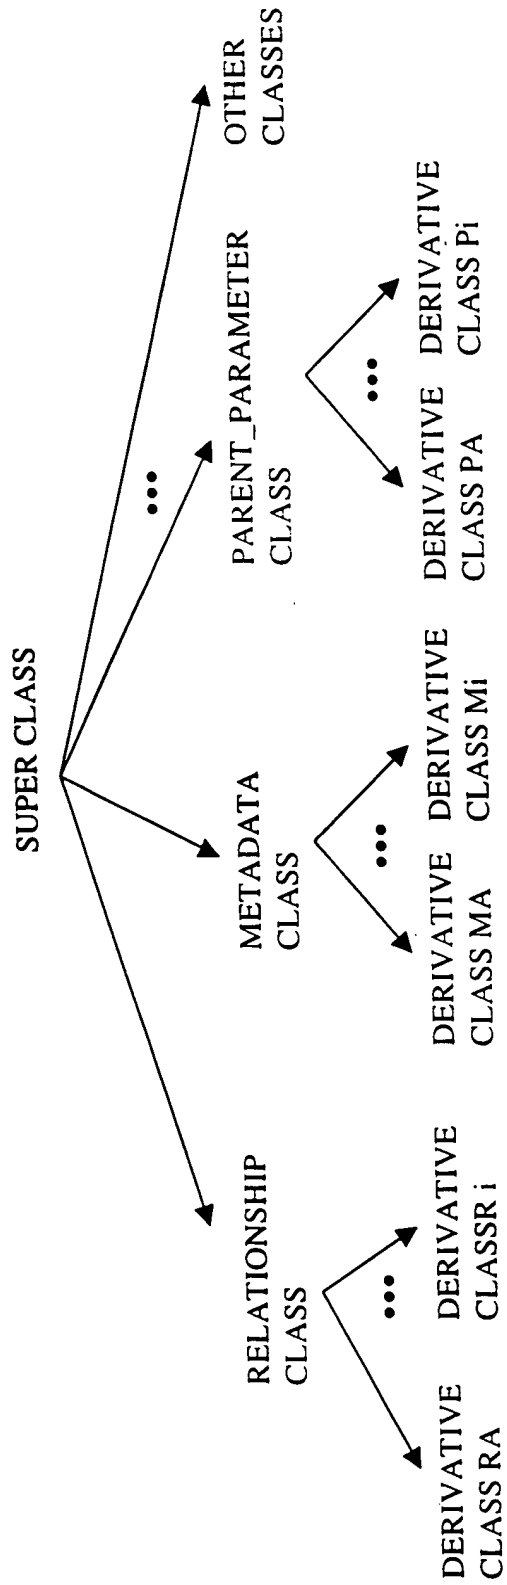 SUPER CLASS
RELATIONSHIP
CLASS
METADATA
CLASS
PARENT_PARAMETER
CLASS
OTHER
CLASSES
DERIVATIVE
CLASS RA
DERIVATIVE
CLASSR i
DERIVATIVE
CLASS MA
DERIVATIVE
CLASS Mi
DERIVATIVE
CLASS PA
DERIVATIVE
CLASS Pi